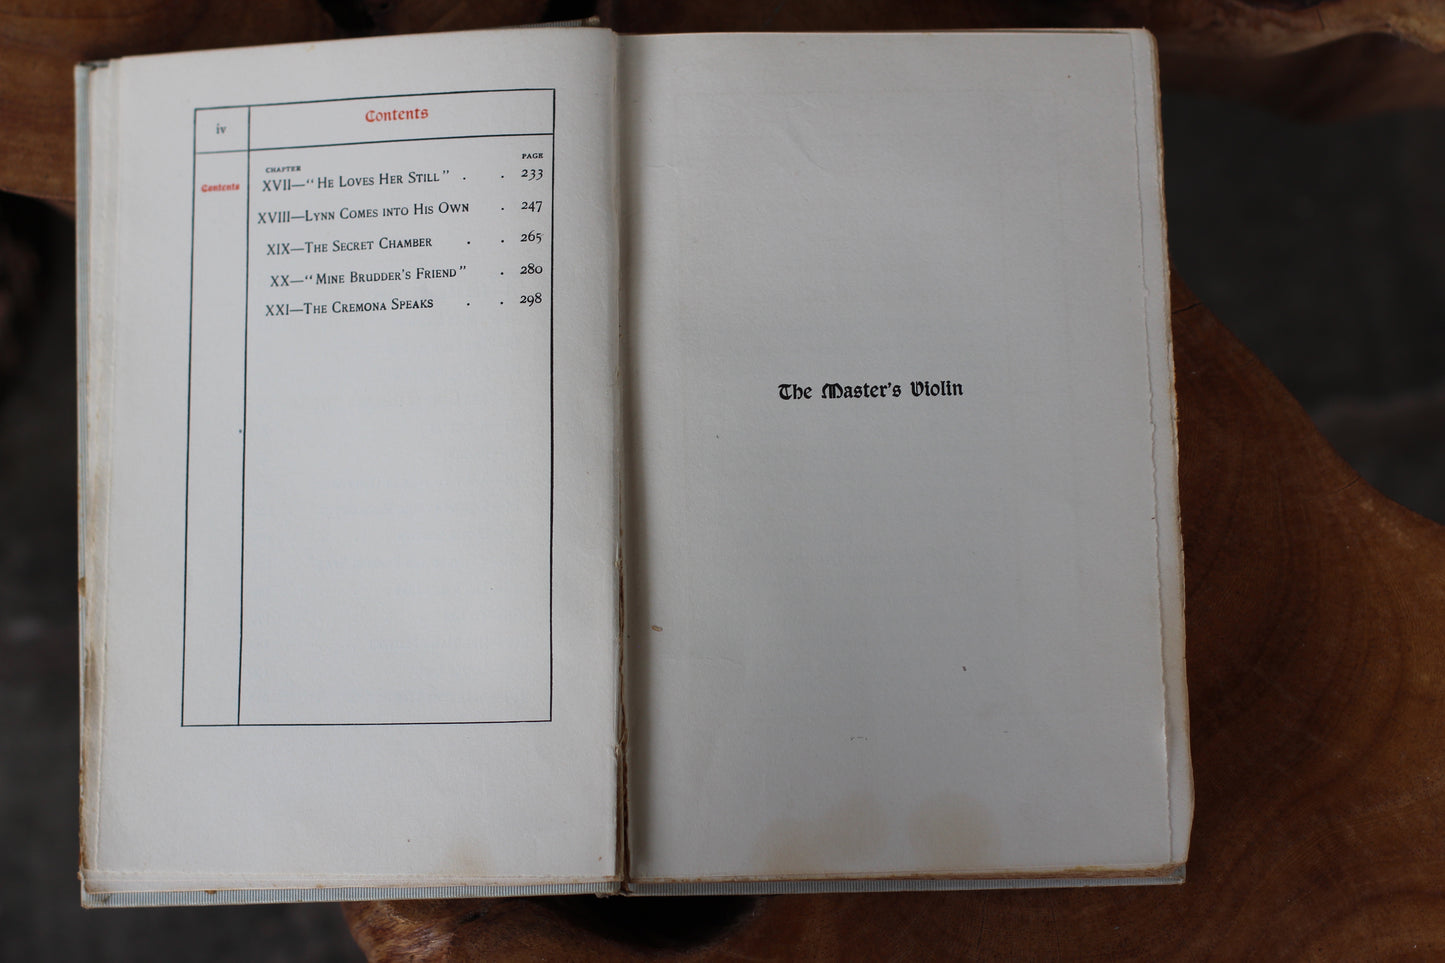 iv
Contents
Contents
CHAPTER PAGE
XVII—“HE LOVES HER STILL” . . 233
XVIII—LYNN COMES INTO HIS OWN . 247
XIX—THE SECRET CHAMBER . . 265
XX—“MINE BRUDDER’S FRIEND” . 280
XXI—THE CREMONA SPEAKS . . 298
The Master’s Violin